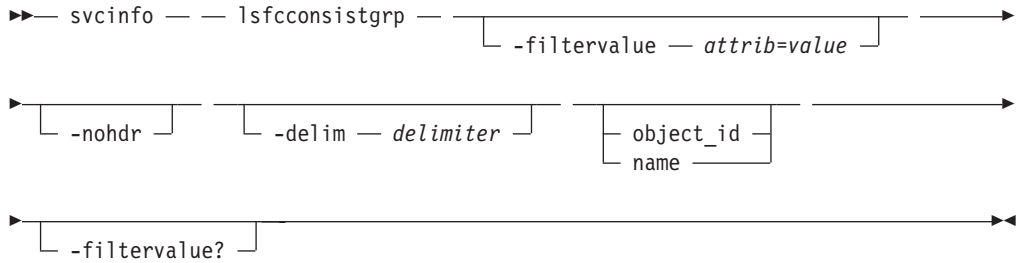 svcinfo lsfcconsistgrp
-filtervalue attrib=value
-nohdr -delim delimiter object_id
name
-filtervalue?